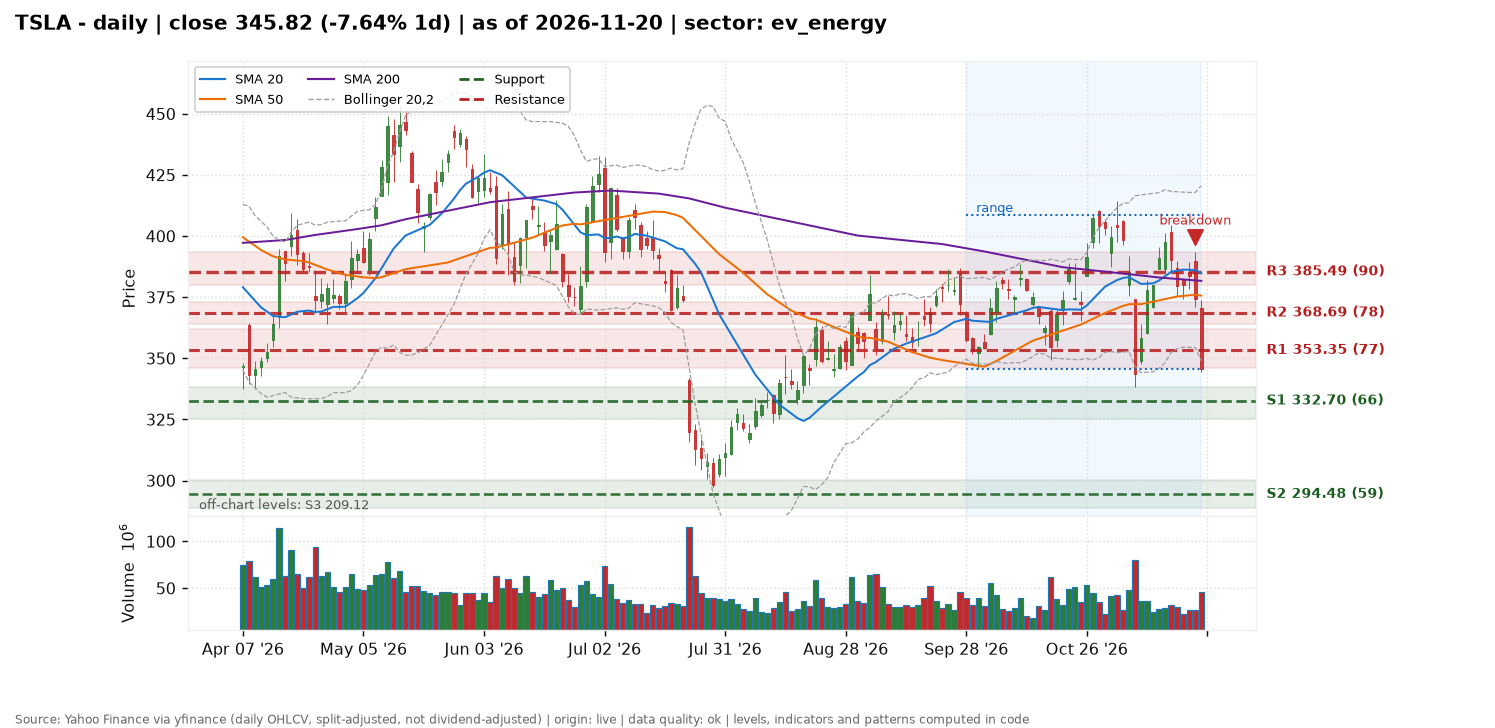 TSLA - daily | close 345.82 (-7.64% 1d) | as of 2026-11-20 | sector: ev_energy
SMA 20
SMA 50
SMA 200
Bollinger 20,2
Support
Resistance
Price
450
425
400
375
350
325
300
range
breakdown
R3 385.49 (90)
R2 368.69 (78)
R1 353.35 (77)
S1 332.70 (66)
S2 294.48 (59)
off-chart levels: S3 209.12
Volume 10⁶
100
50
Apr 07 '26
May 05 '26
Jun 03 '26
Jul 02 '26
Jul 31 '26
Aug 28 '26
Sep 28 '26
Oct 26 '26
Source: Yahoo Finance via yfinance (daily OHLCV, split-adjusted, not dividend-adjusted) | origin: live | data quality: ok | levels, indicators and patterns computed in code